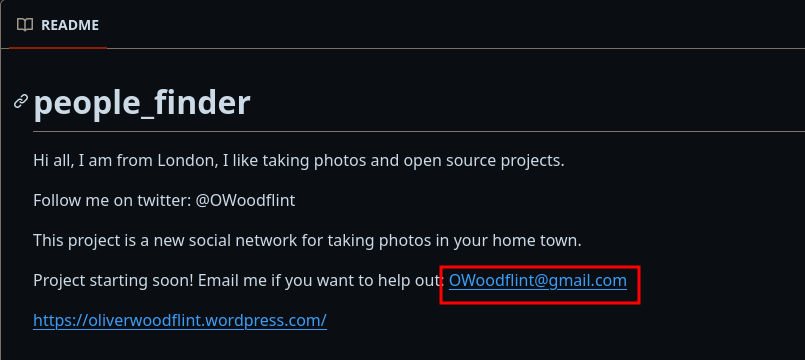 README
people_finder
Hi all, I am from London, I like taking photos and open source projects.
Follow me on twitter: @OWoodflint
This project is a new social network for taking photos in your home town.
Project starting soon! Email me if you want to help out: OWoodflint@gmail.com
https://oliverwoodflint.wordpress.com/